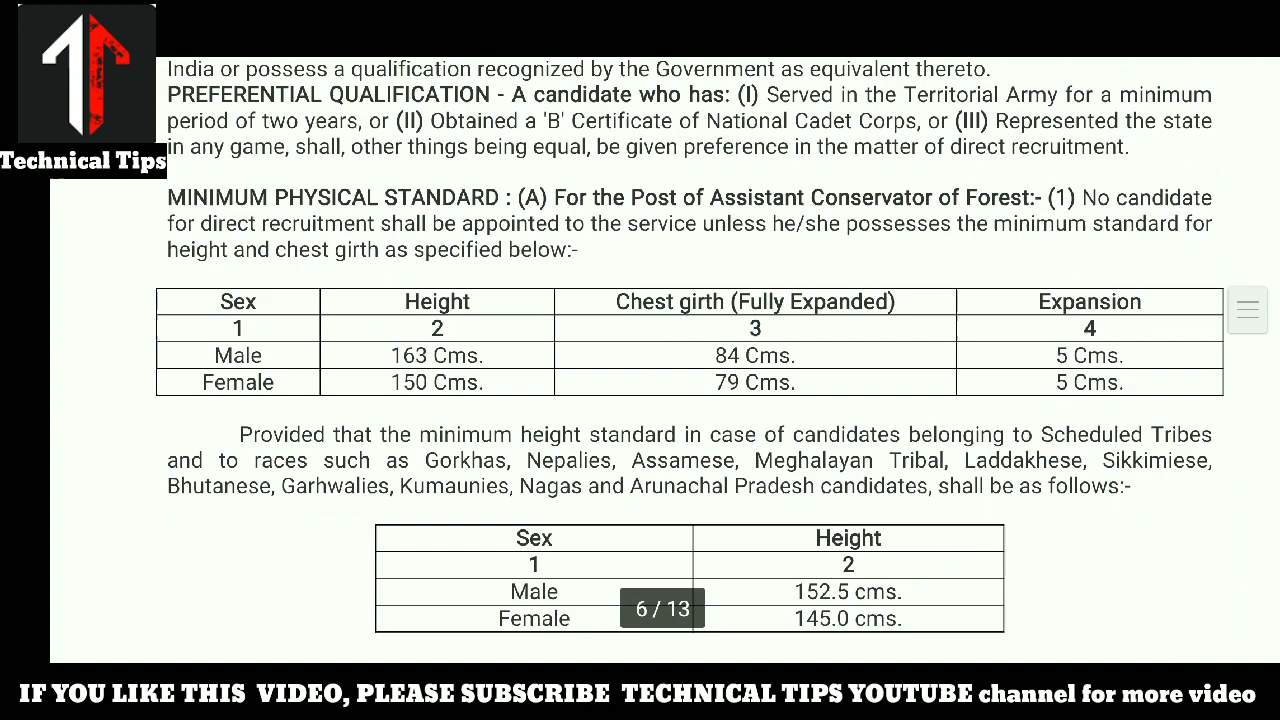 India or possess a qualification recognized by the Government as equivalent thereto.
PREFERENTIAL QUALIFICATION - A candidate who has: (I) Served in the Territorial Army for a minimum
period of two years, or (II) Obtained a 'B' Certificate of National Cadet Corps, or (III) Represented the state
in any game, shall, other things being equal, be given preference in the matter of direct recruitment.
Technical Tips
MINIMUM PHYSICAL STANDARD : (A) For the Post of Assistant Conservator of Forest:- (1) No candidate
for direct recruitment shall be appointed to the service unless he/she possesses the minimum standard for
height and chest girth as specified below:-
Sex Height Chest girth (Fully Expanded) Expansion
1 2 3 4
Male 163 Cms. 84 Cms. 5 Cms.
Female 150 Cms. 79 Cms. 5 Cms.
Provided that the minimum height standard in case of candidates belonging to Scheduled Tribes
and to races such as Gorkhas, Nepalies, Assamese, Meghalayan Tribal, Laddakhese, Sikkimiese,
Bhutanese, Garhwalies, Kumaunies, Nagas and Arunachal Pradesh candidates, shall be as follows:-
Sex Height
1 2
Male 152.5 cms.
6 / 13
Female 145.0 cms.
IF YOU LIKE THIS VIDEO, PLEASE SUBSCRIBE TECHNICAL TIPS YOUTUBE channel for more video